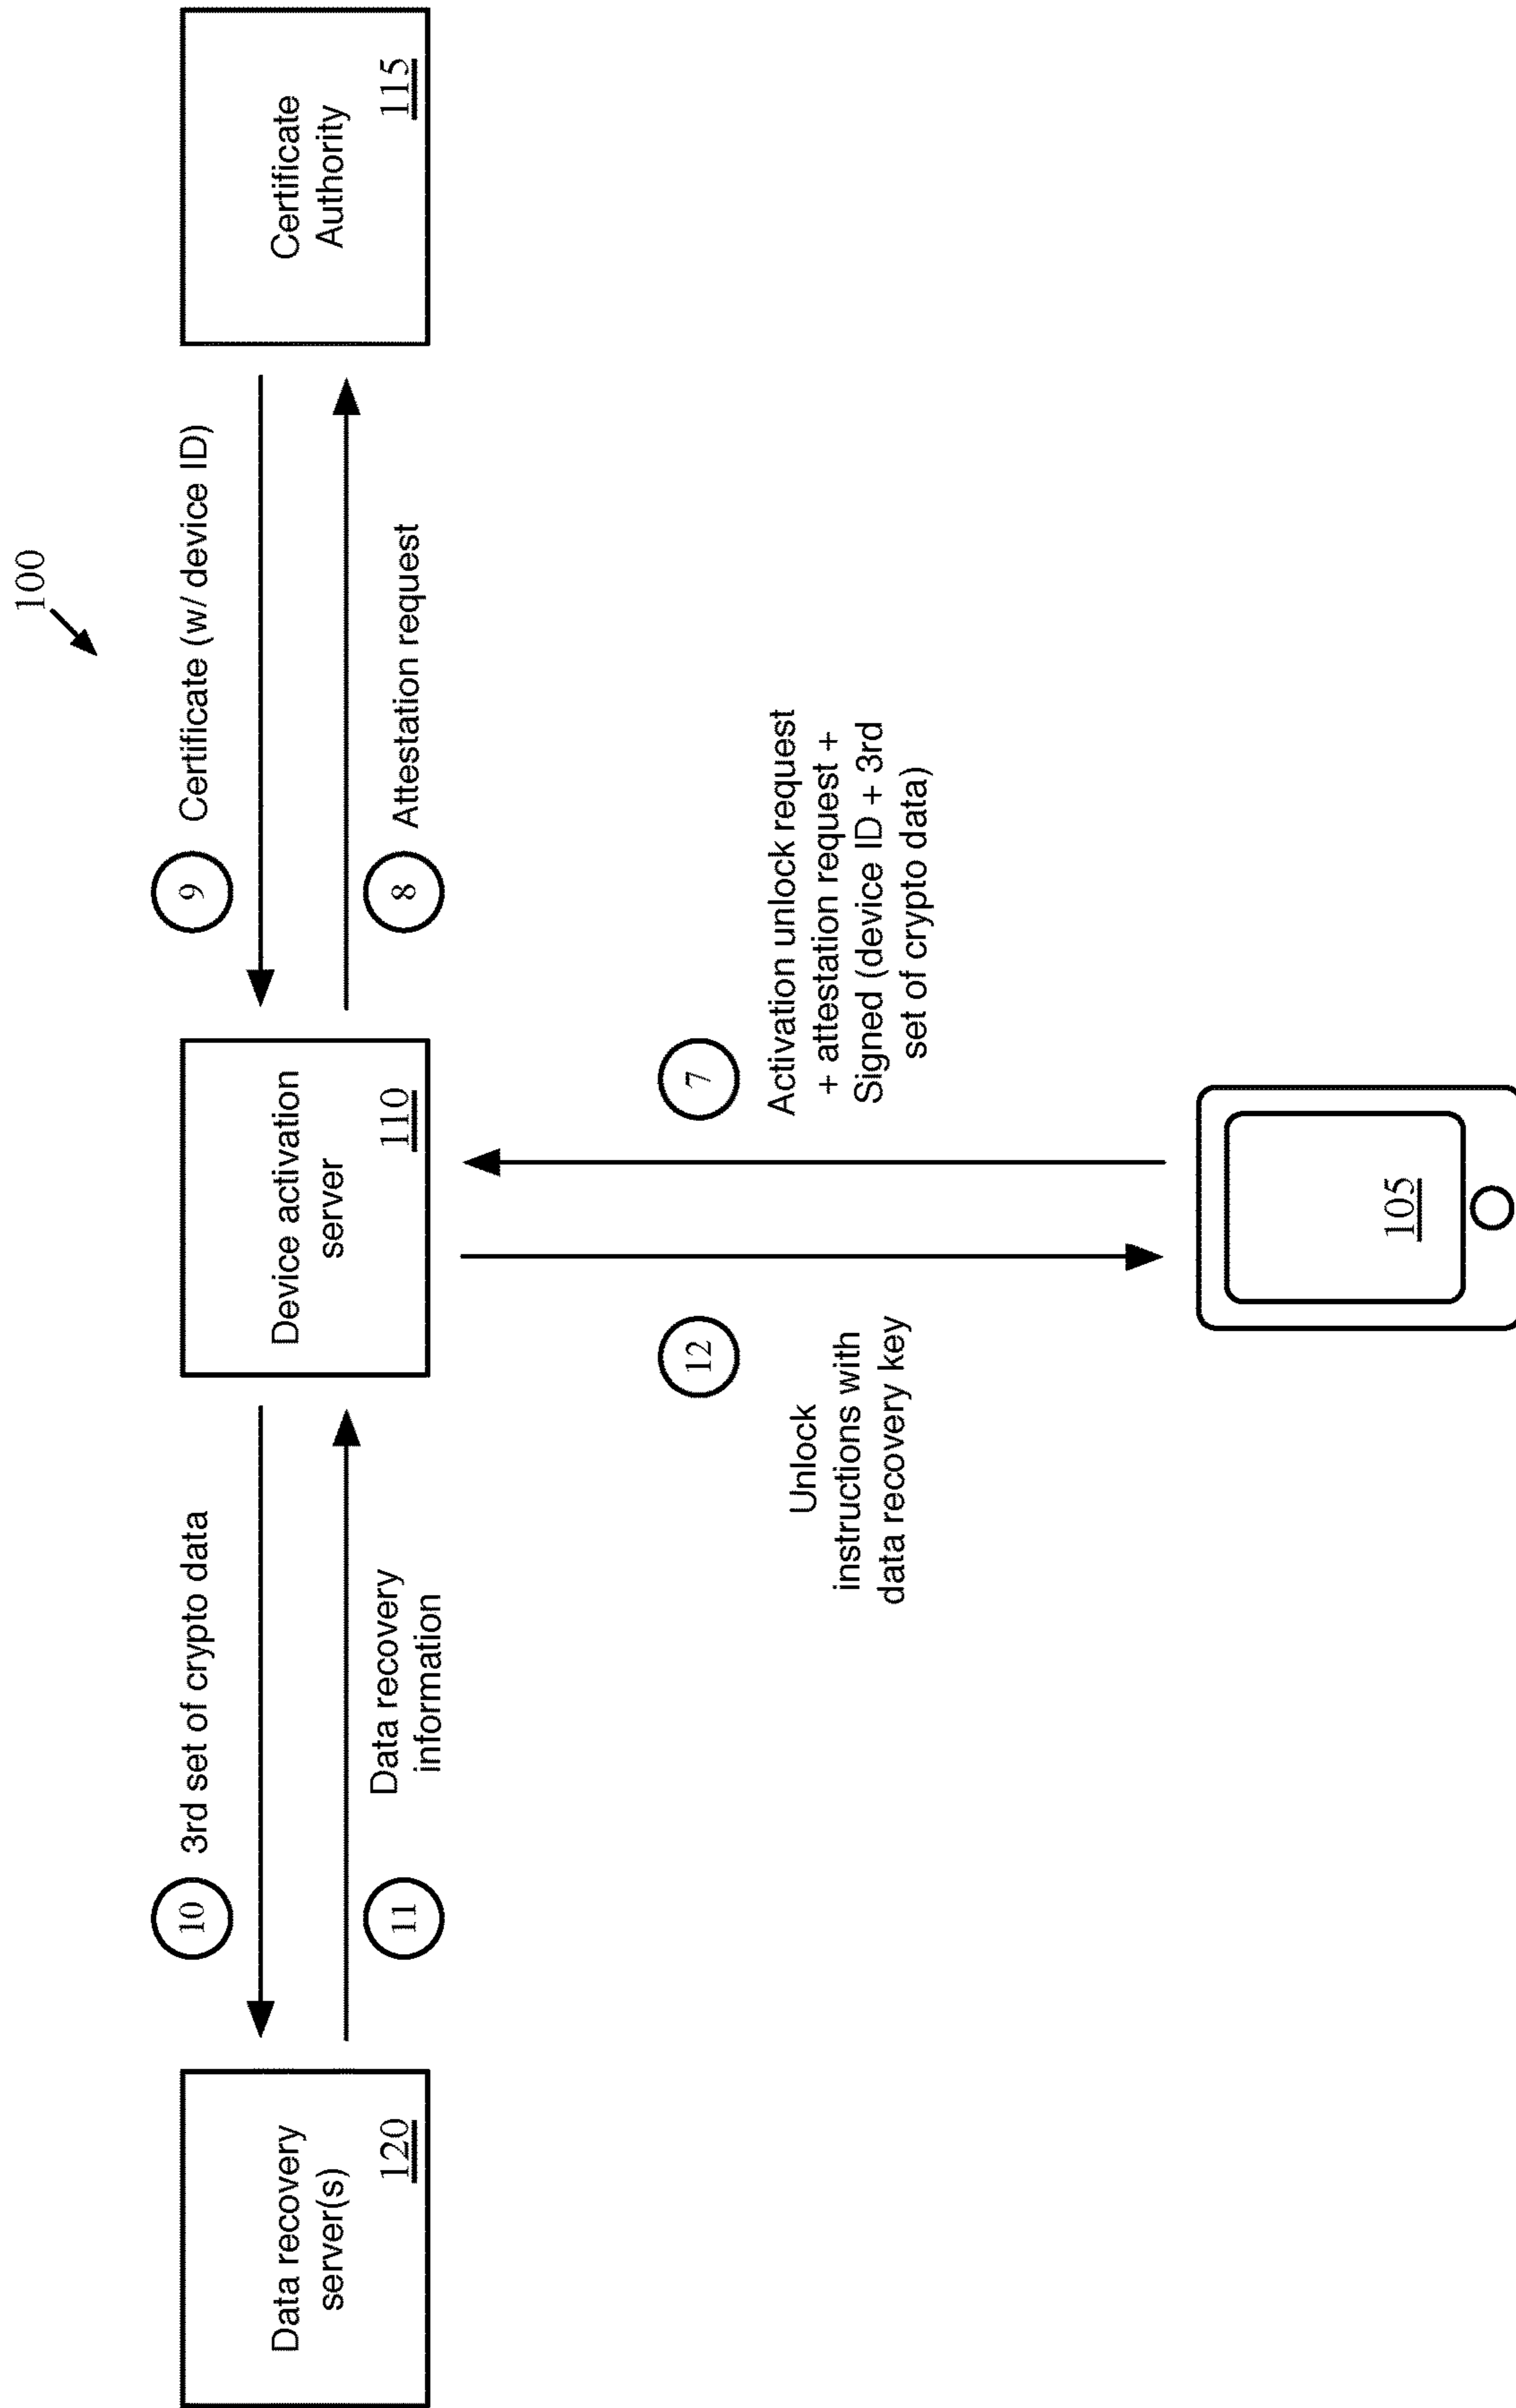 100
Data recovery
server(s)
120
10
3rd set of crypto data
11
Data recovery
information
Device activation
server
110
9
Certificate (w/ device ID)
8
Attestation request
Certificate
Authority
115
12
Unlock
instructions with
data recovery key
7
Activation unlock request
+ attestation request +
Signed (device ID + 3rd
set of crypto data)
105